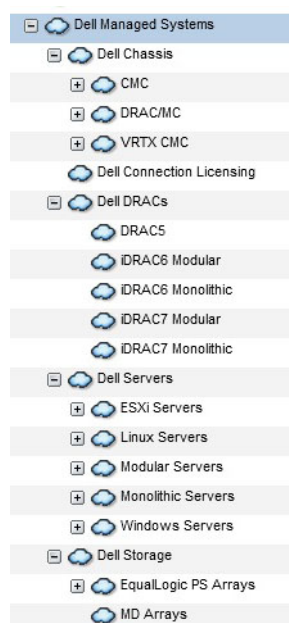 Dell Managed Systems
Dell Chassis
CMC
DRAC/MC
VRTX CMC
Dell Connection Licensing
Dell DRACs
DRAC5
iDRAC6 Modular
iDRAC6 Monolithic
iDRAC7 Modular
iDRAC7 Monolithic
Dell Servers
ESXi Servers
Linux Servers
Modular Servers
Monolithic Servers
Windows Servers
Dell Storage
EqualLogic PS Arrays
MD Arrays